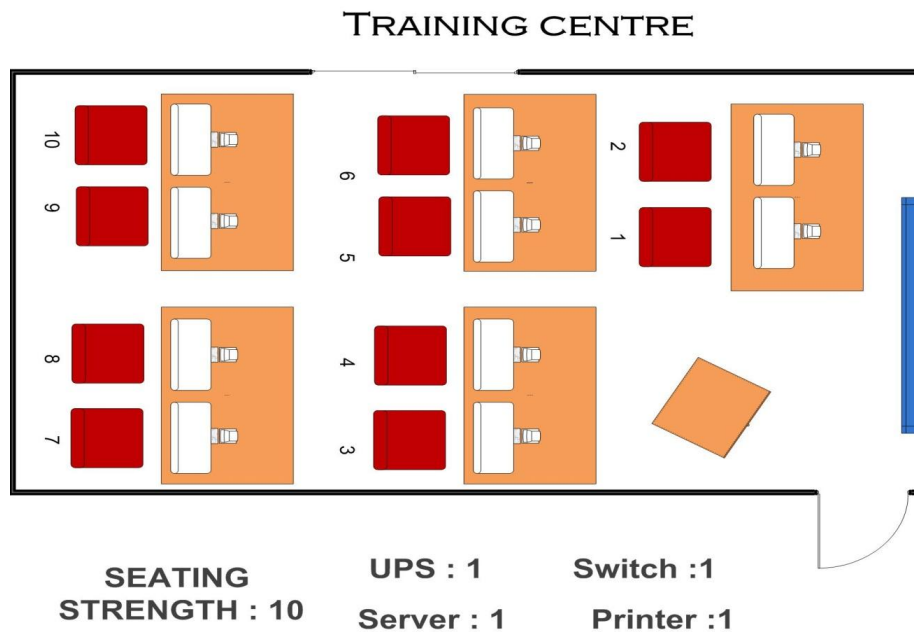 TRAINING CENTRE
10
9
8
7
6
5
4
3
2
1
SEATING
STRENGTH : 10
UPS : 1
Switch :1
Server : 1
Printer :1